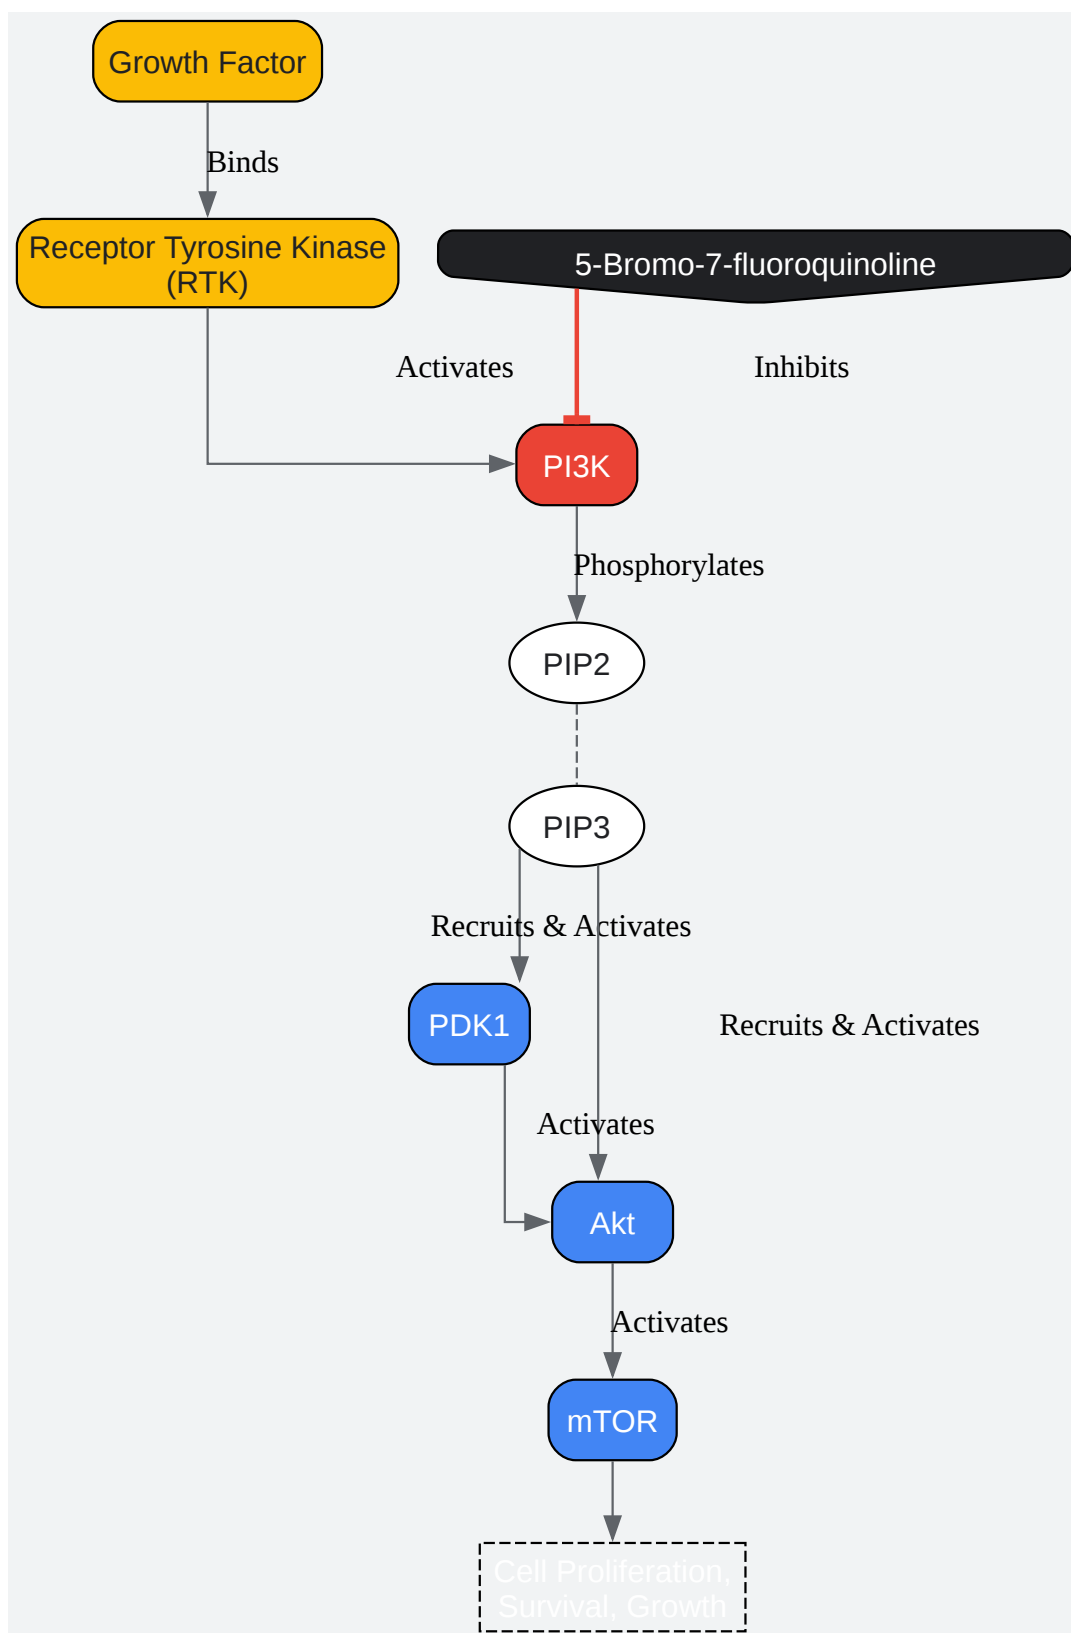 Growth Factor
Binds
Receptor Tyrosine Kinase
(RTK)
5-Bromo-7-fluoroquinoline
Activates
Inhibits
PI3K
Phosphorylates
PIP2
PIP3
Recruits & Activates
PDK1
Recruits & Activates
Activates
Akt
Activates
mTOR
Cell Proliferation,
Survival, Growth